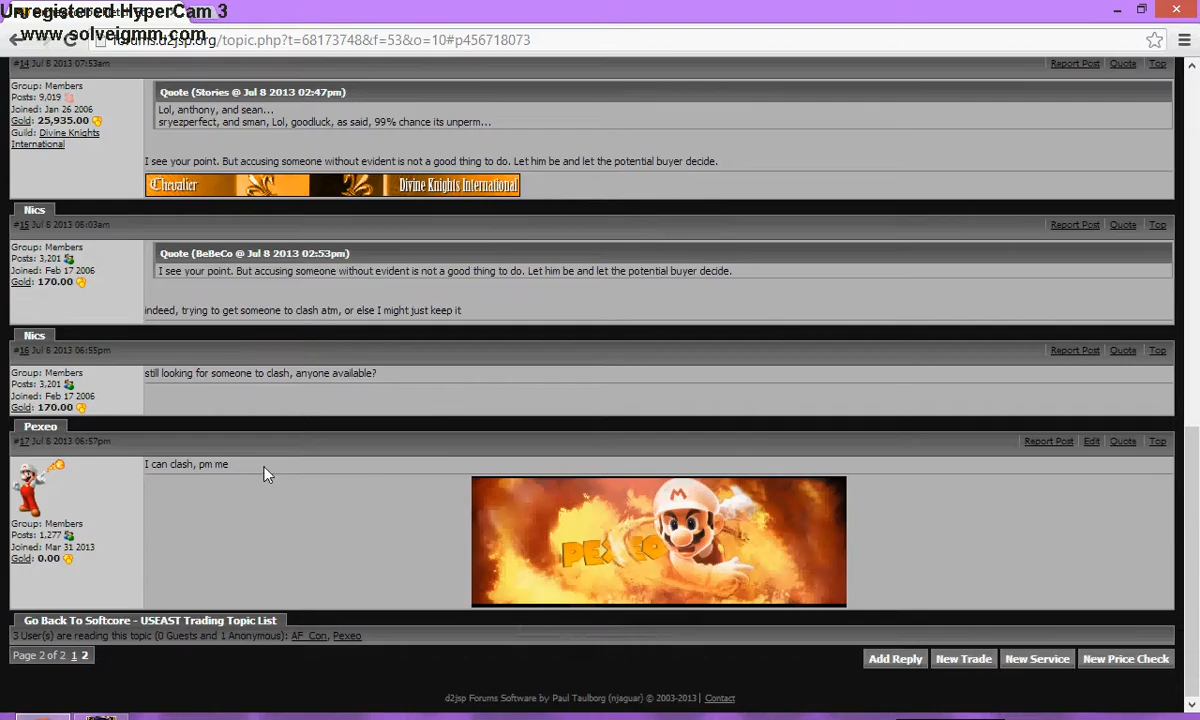 Unregistered HyperCam 3
www.solveigmm.com
forums.d2jsp.org/topic.php?t=68173748&f=53&o=10#p456718073
#14 Jul 8 2013 07:53am
Report Post Quote Top
Group: Members
Posts: 9,019
Joined: Jan 26 2006
Gold: 25,935.00
Guild: Divine Knights
International
Quote (Stories @ Jul 8 2013 02:47pm)
Lol, anthony, and sean...
sryezperfect, and sman, Lol, goodluck, as said, 99% chance its unperm...
I see your point. But accusing someone without evident is not a good thing to do. Let him be and let the potential buyer decide.
Chevalier Divine Knights International
Nics
#15 Jul 8 2013 06:03am
Report Post Quote Top
Group: Members
Posts: 3,201
Joined: Feb 17 2006
Gold: 170.00
Quote (BeBeCo @ Jul 8 2013 02:53pm)
I see your point. But accusing someone without evident is not a good thing to do. Let him be and let the potential buyer decide.
indeed, trying to get someone to clash atm, or else I might just keep it
Nics
#16 Jul 8 2013 06:55pm
Report Post Quote Top
Group: Members
Posts: 3,201
Joined: Feb 17 2006
Gold: 170.00
still looking for someone to clash, anyone available?
Pexeo
#17 Jul 8 2013 06:57pm
Report Post Edit Quote Top
Group: Members
Posts: 1,277
Joined: Mar 31 2013
Gold: 0.00
I can clash, pm me
PEXEO
M
Go Back To Softcore - USEAST Trading Topic List
3 User(s) are reading this topic (0 Guests and 1 Anonymous): AF_Con, Pexeo
Page 2 of 2 1 2
Add Reply New Trade New Service New Price Check
d2jsp Forums Software by Paul Taulborg (njaguar) © 2003-2013 | Contact